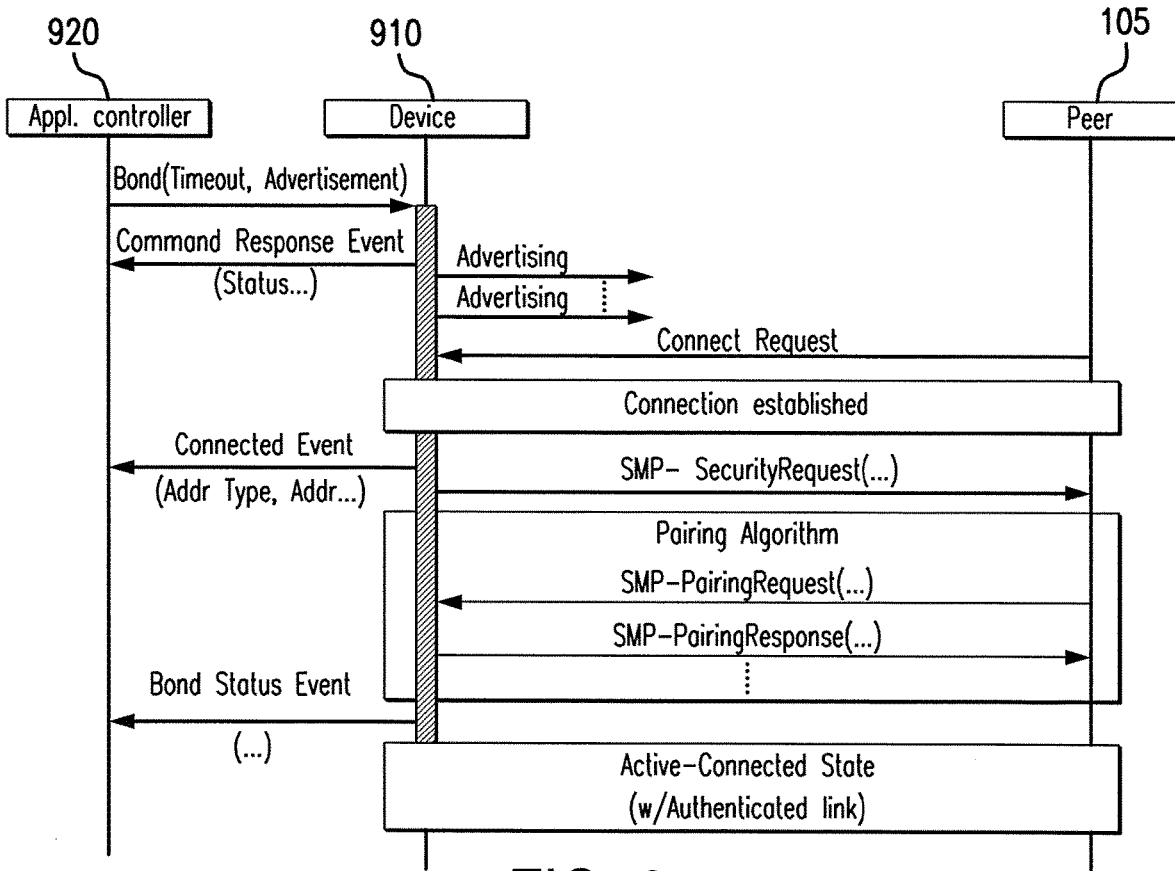 920
910
105
Appl. controller
Device
Peer
Bond(Timeout, Advertisement)
Command Response Event
(Status...)
Advertising
Advertising
Connect Request
Connection established
Connected Event
(Addr Type, Addr...)
SMP- SecurityRequest(...)
Pairing Algorithm
SMP-PairingRequest(...)
SMP-PairingResponse(...)
Bond Status Event
(...)
Active-Connected State
(w/Authenticated link)